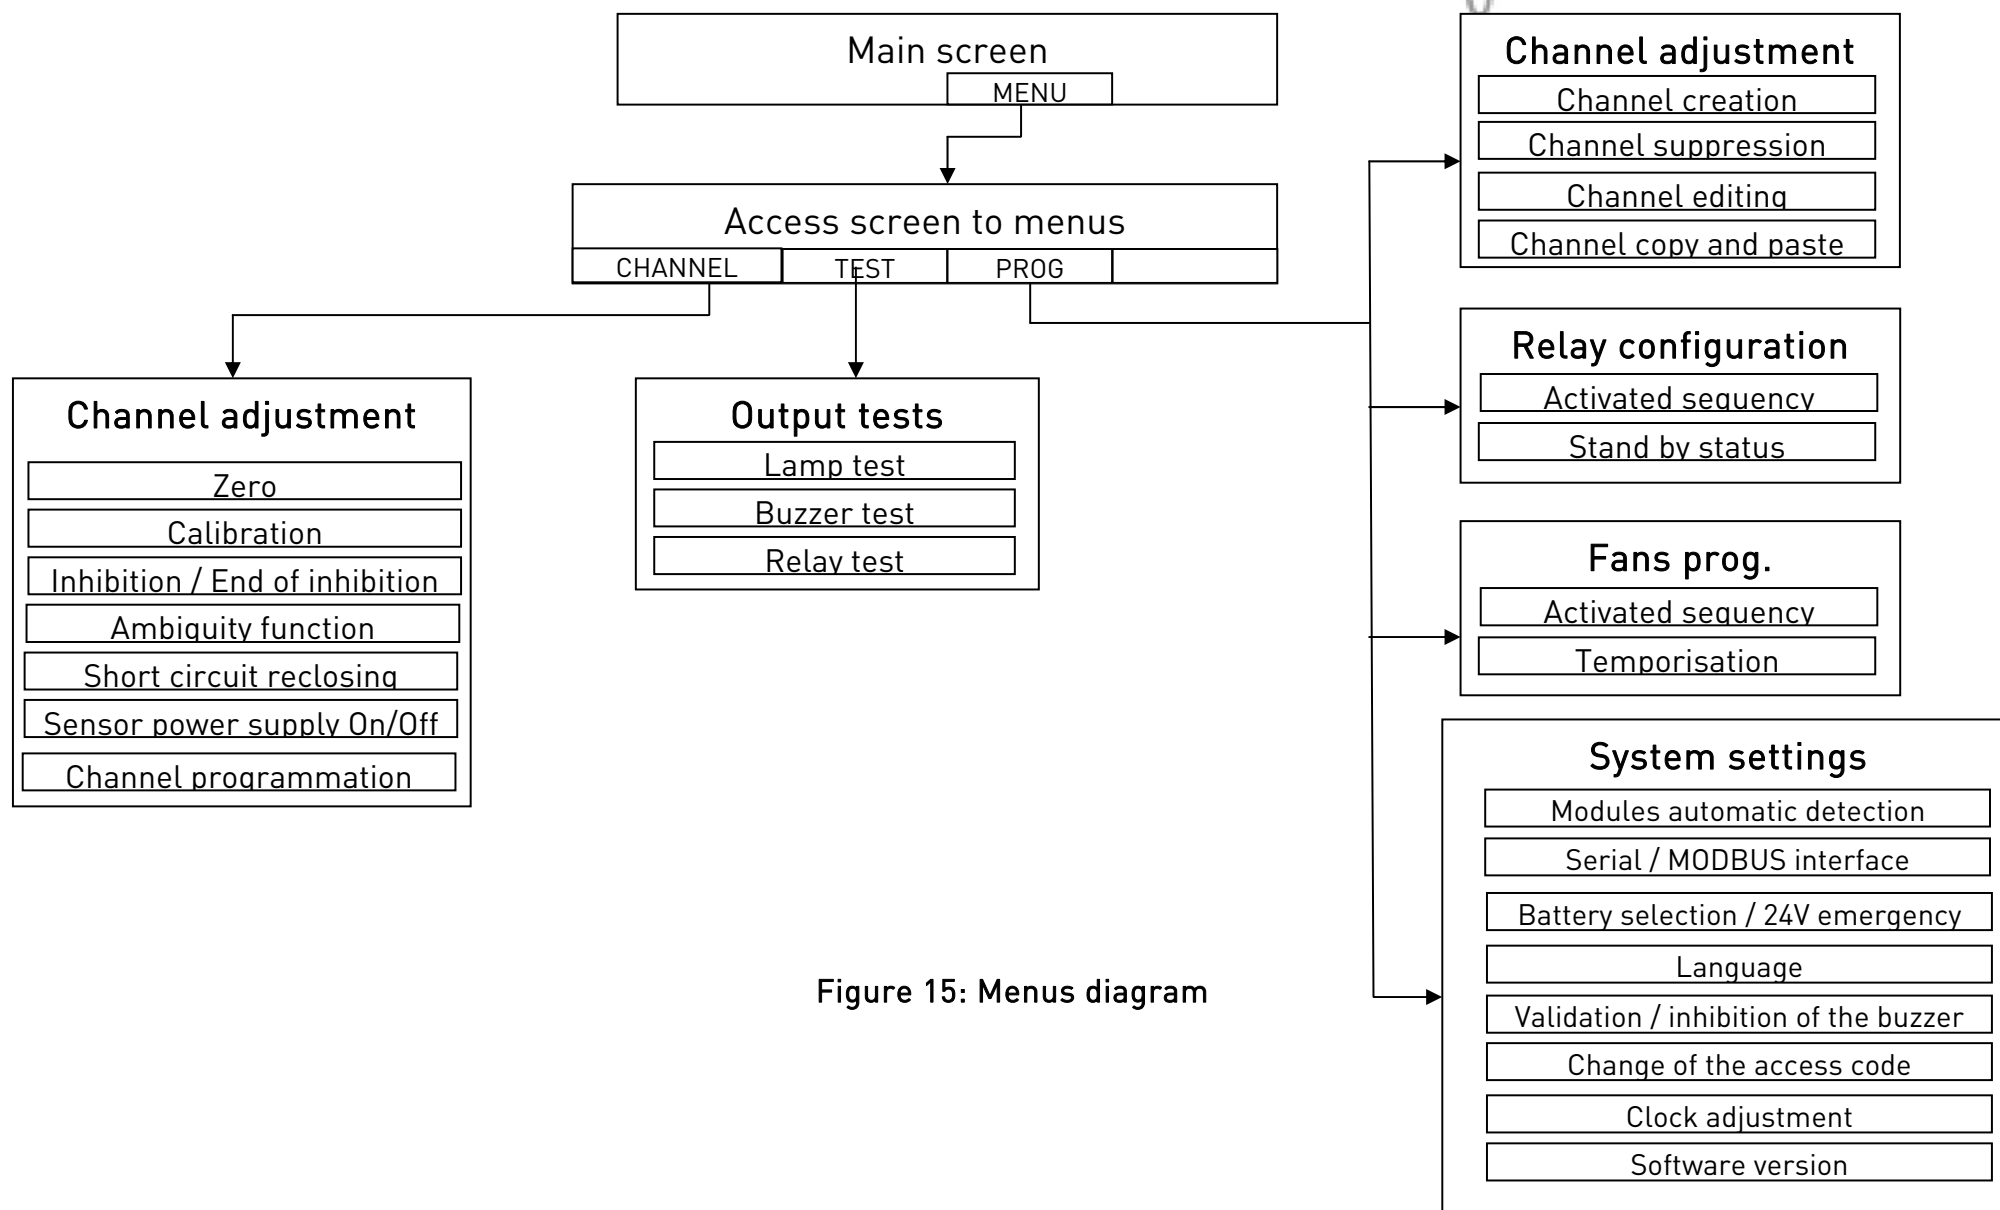 Main screen
MENU
Access screen to menus
CHANNEL
TEST
PROG
Channel adjustment
Zero
Calibration
Inhibition / End of inhibition
Ambiguity function
Short circuit reclosing
Sensor power supply On/Off
Channel programmation
Output tests
Lamp test
Buzzer test
Relay test
Channel adjustment
Channel creation
Channel suppression
Channel editing
Channel copy and paste
Relay configuration
Activated sequency
Stand by status
Fans prog.
Activated sequency
Temporisation
System settings
Modules automatic detection
Serial / MODBUS interface
Battery selection / 24V emergency
Language
Validation / inhibition of the buzzer
Change of the access code
Clock adjustment
Software version
Figure 15: Menus diagram